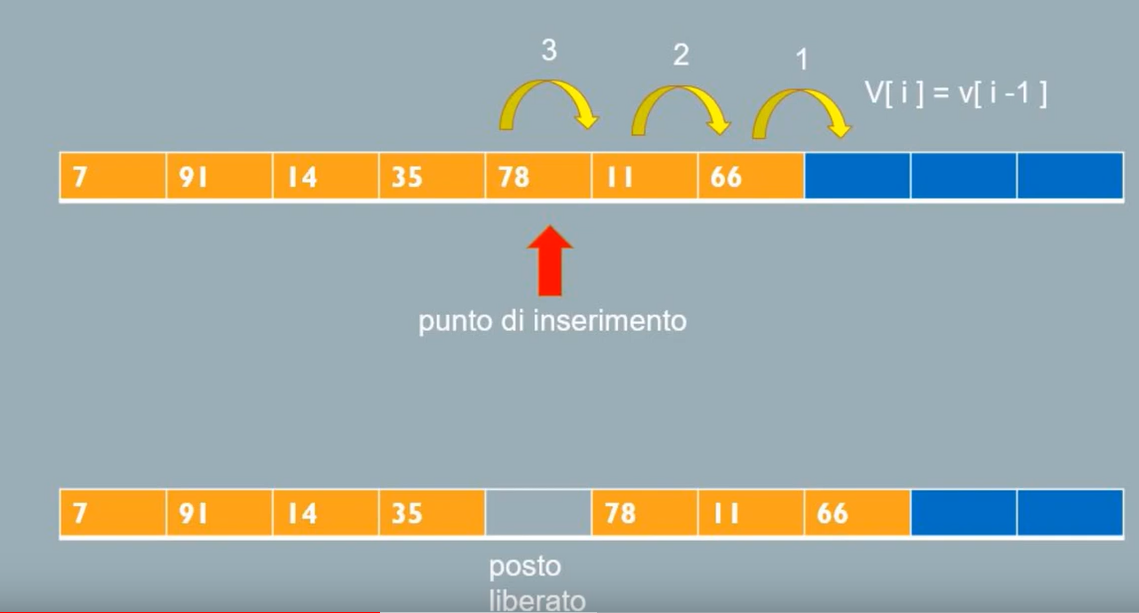 3 2 1
V[ i ] = v[ i -1 ]
7 91 14 35 78 11 66
punto di inserimento
7 91 14 35 78 11 66
posto
liberato